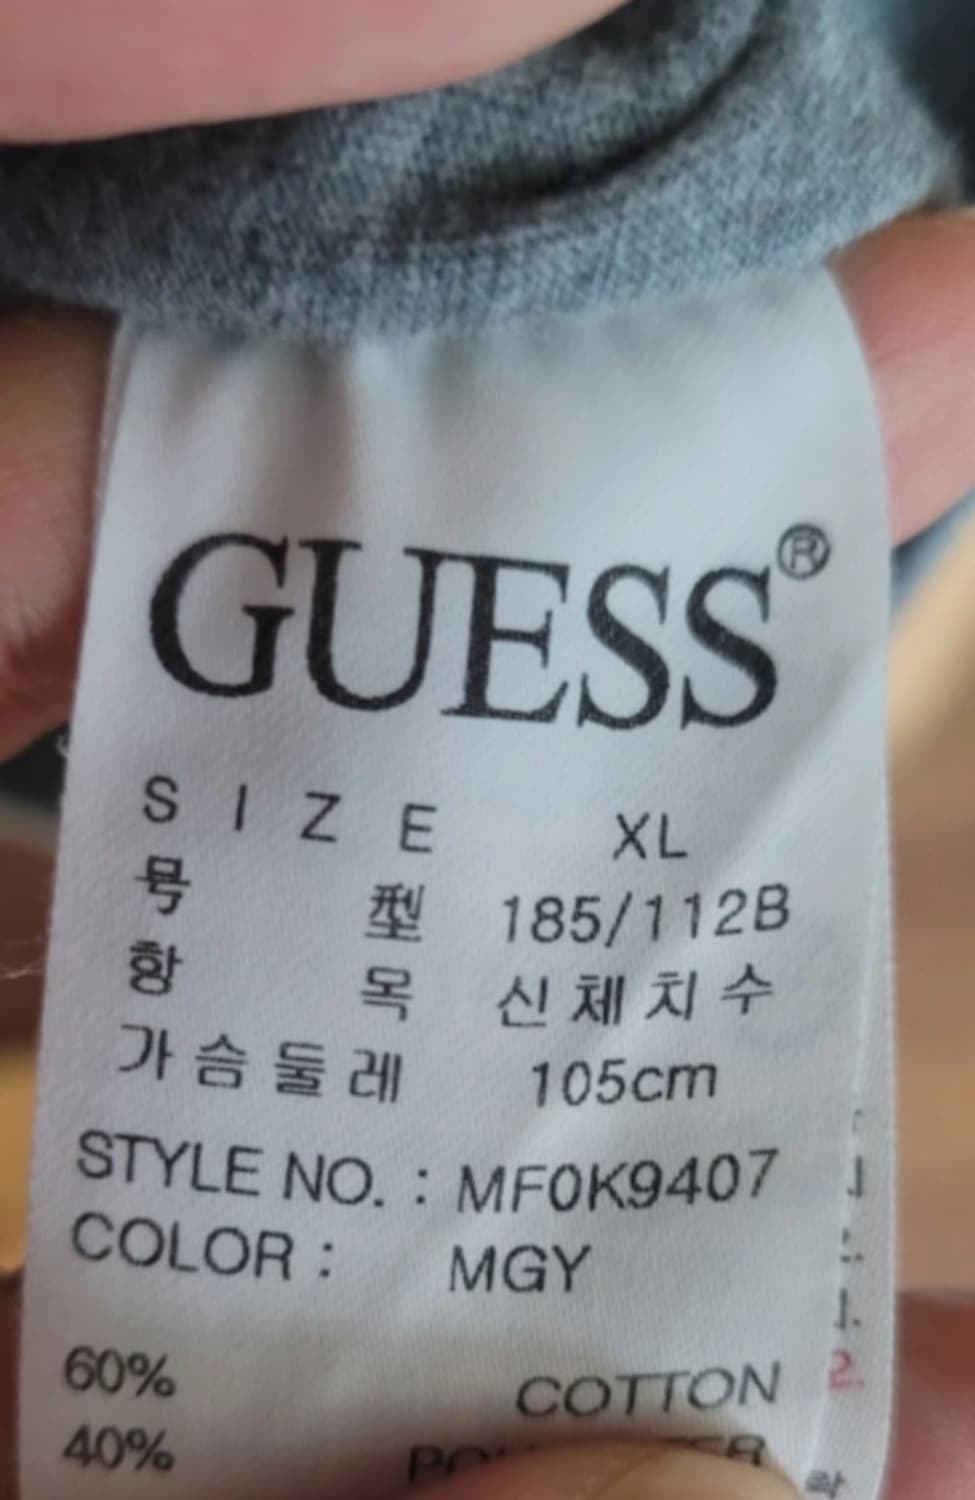 GUESS®
SIZE XL
号型 185/112B
항목 신체치수
가슴둘레 105cm
STYLE NO. : MF0K9407
COLOR : MGY
60% COTTON
40%